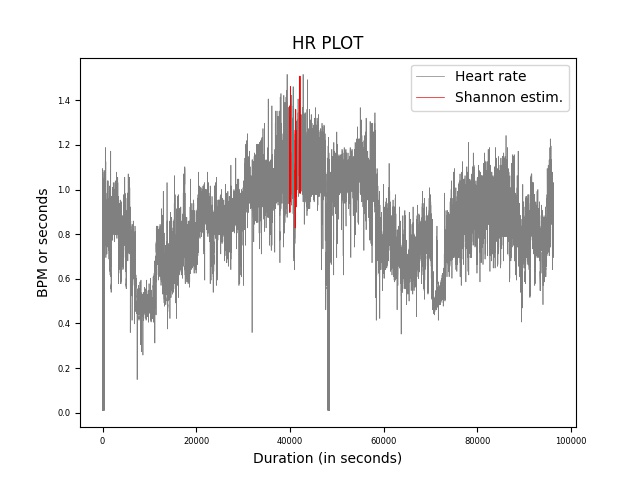 HR PLOT
Heart rate
Shannon estim.
BPM or seconds
1.4
1.2
1.0
0.8
0.6
0.4
0.2
0.0
0 20000 40000 60000 80000 100000
Duration (in seconds)